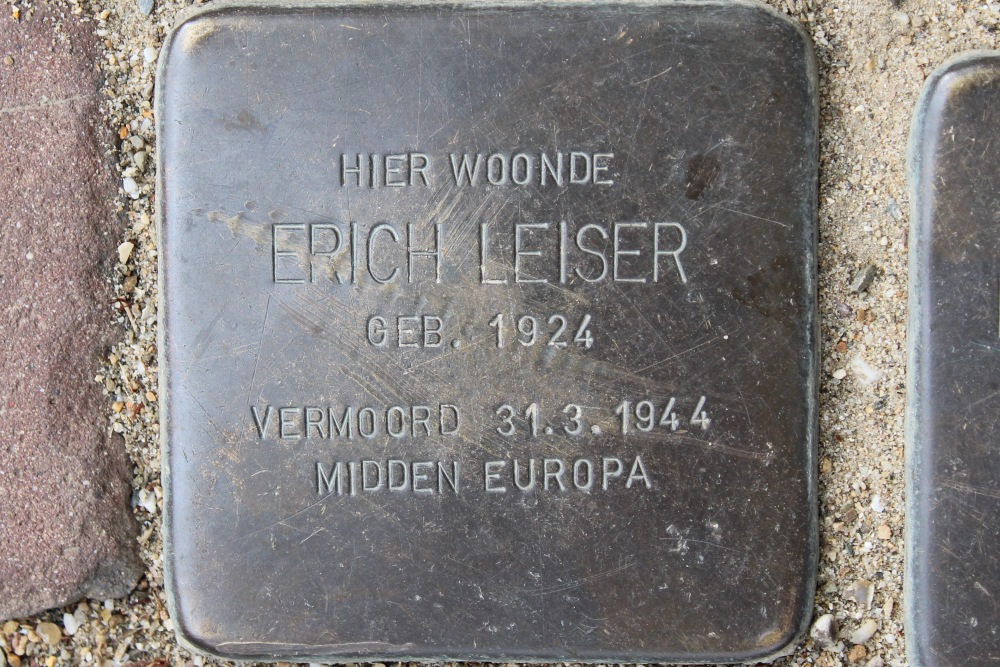 HIER WOONDE
ERICH LEISER
GEB. 1924
VERMOORD 31.3.1944
MIDDEN EUROPA